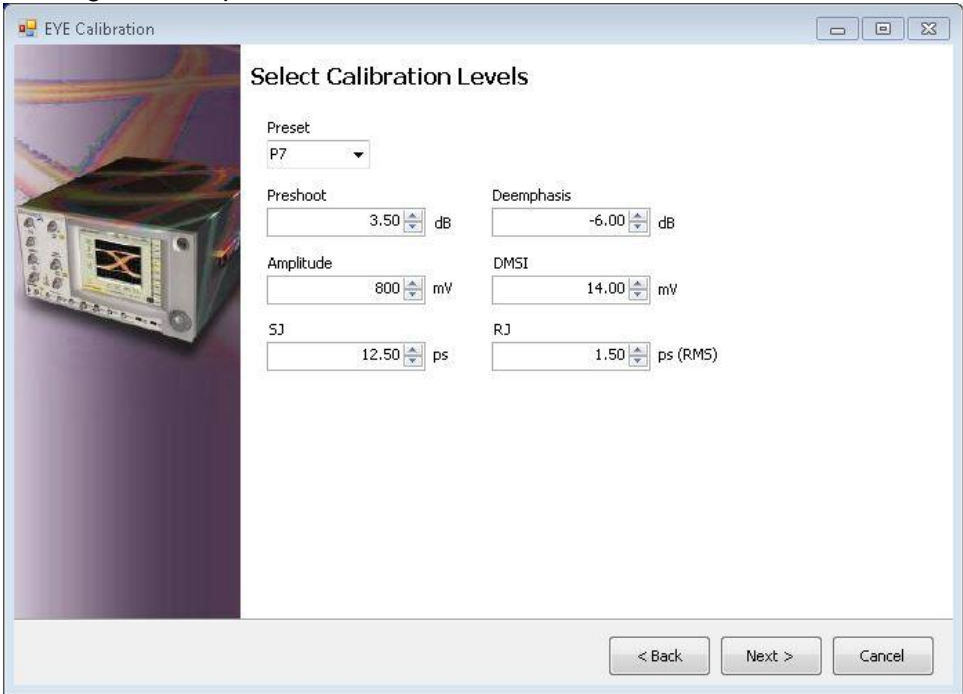 EYE Calibration
Select Calibration Levels
Preset
P7
Preshoot Deemphasis
3.50 dB -6.00 dB
Amplitude DMSI
800 mV 14.00 mV
SJ RJ
12.50 ps 1.50 ps (RMS)
< Back Next > Cancel